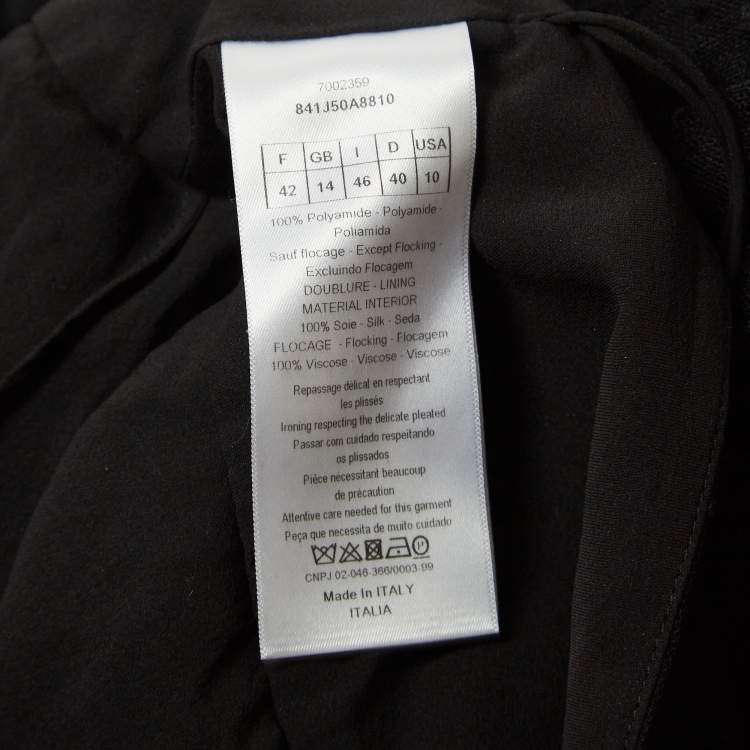 7002359
841J50A8810
F GB I D USA
42 14 46 40 10
100% Polyamide - Polyamide -
Poliamida
Sauf flocage - Except Flocking -
Excluindo Flocagem
DOUBLURE - LINING
MATERIAL INTERIOR
100% Soie - Silk - Seda
FLOCAGE - Flocking - Flocagem
100% Viscose - Viscose - Viscose
Repassage délical en respectant
les plissés
Ironing respecting the delicate pleated
Passar com cuidado respeitando
os plissados
Pièce nécessitant beaucoup
de précaution
Attentive care needed for this garment
Peça que necessita de muito cuidado
CNPJ 02-046-366/0003-99
Made In ITALY
ITALIA